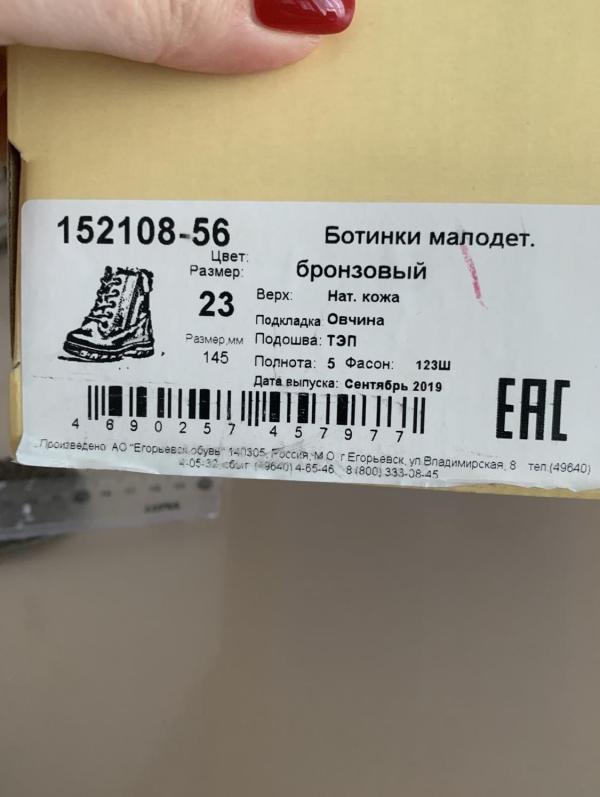 152108-56 Ботинки малодет.
Цвет: бронзовый
Размер:
23
Размер,мм
145
Верх: Нат. кожа
Подкладка Овчина
Подошва: ТЭП
Полнота: 5 Фасон: 123Ш
Дата выпуска: Сентябрь 2019
EAC
4 690257 457977
Произведено АО "Егорьевск обувь" 140305, Россия, М.О. г Егорьевск, ул.Владимирская, 8 тел.(49640)
4-05-32 сбыт (49640) 4-65-46 8 (800) 333-08-45